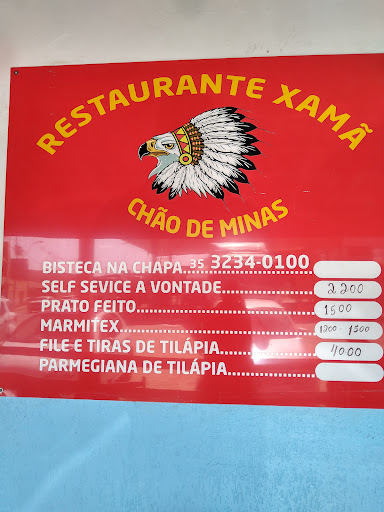 RESTAURANTE XAMÃ
CHÃO DE MINAS
BISTECA NA CHAPA...35 3234-0100
SELF SEVICE A VONTADE........................ 2200
PRATO FEITO.......................................... 1500
MARMITEX............................................. 1200 - 1500
FILE E TIRAS DE TILÁPIA........................ 4000
PARMEGIANA DE TILÁPIA......................